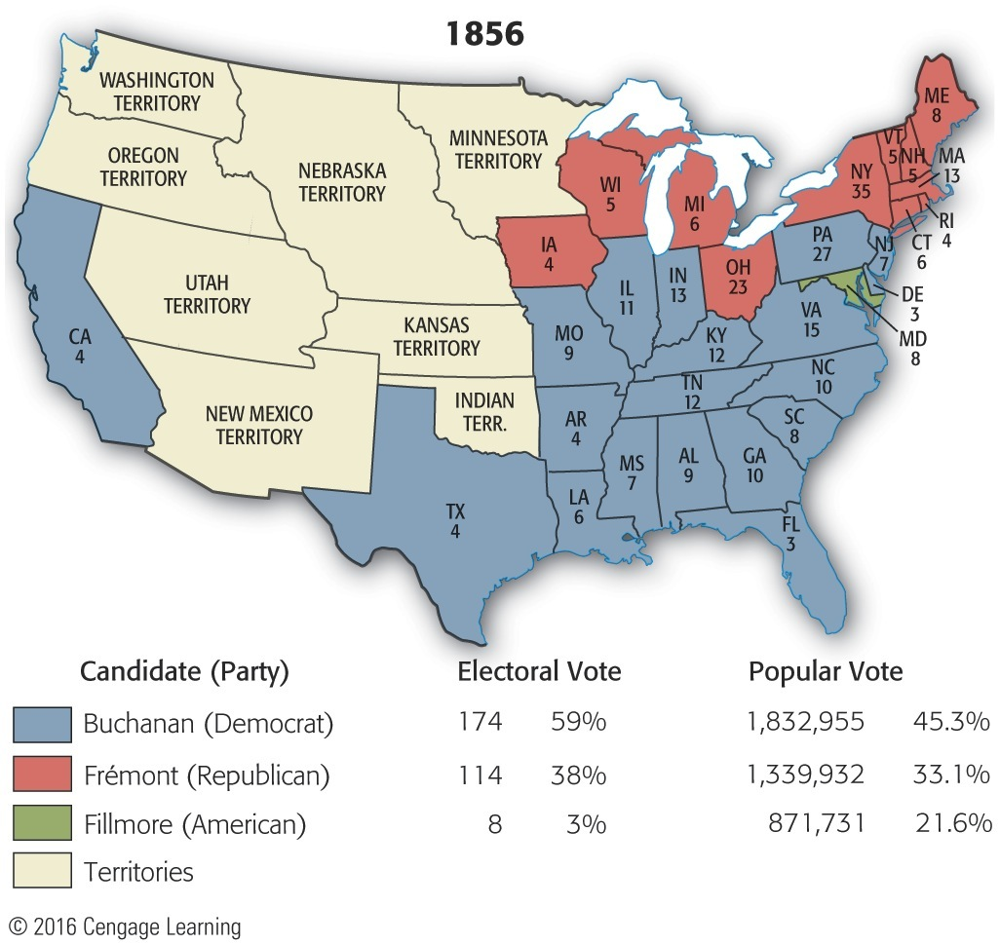 1856
WASHINGTON
TERRITORY
OREGON
TERRITORY
NEBRASKA
TERRITORY
MINNESOTA
TERRITORY
UTAH
TERRITORY
KANSAS
TERRITORY
NEW MEXICO
TERRITORY
INDIAN
TERR.
CA
4
TX
4
WI
5
MI
6
IA
4
IL
11
IN
13
OH
23
MO
9
KY
12
TN
12
AR
4
LA
6
MS
7
AL
9
GA
10
FL
3
SC
8
NC
10
VA
15
PA
27
NJ
7
NY
35
VT
5
NH
5
ME
8
MA
13
RI
4
CT
6
DE
3
MD
8
Candidate (Party) Electoral Vote Popular Vote
Buchanan (Democrat) 174 59% 1,832,955 45.3%
Frémont (Republican) 114 38% 1,339,932 33.1%
Fillmore (American) 8 3% 871,731 21.6%
Territories
© 2016 Cengage Learning